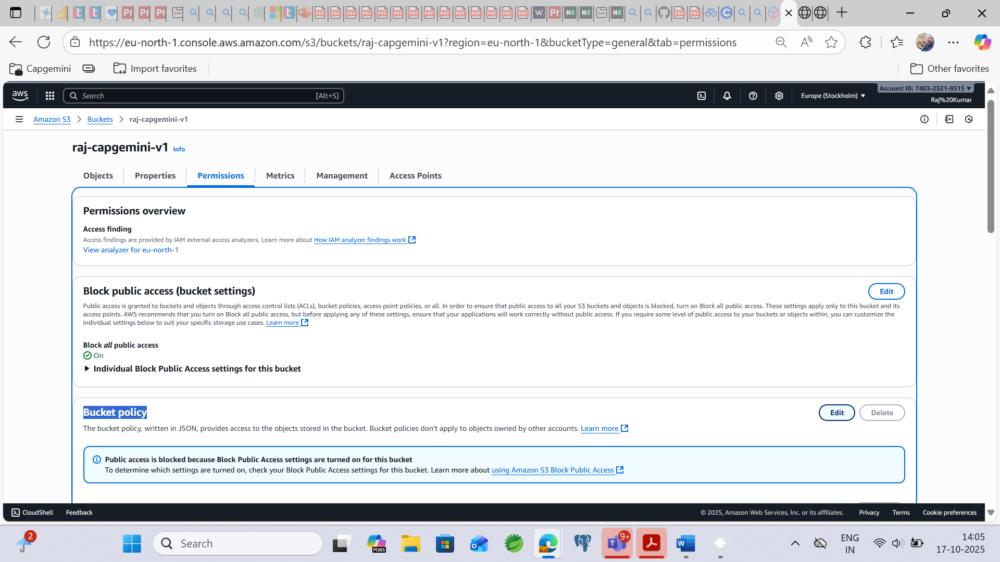 https://eu-north-1.console.aws.amazon.com/s3/buckets/raj-capgemini-v1?region=eu-north-1&bucketType=general&tab=permissions
Capgemini
Import favorites
Other favorites
aws
Search
[Alt+S]
Europe (Stockholm)
Account ID: 7483-2521-9515
Raj%20Kumar
Amazon S3
Buckets
raj-capgemini-v1
raj-capgemini-v1 Info
Objects
Properties
Permissions
Metrics
Management
Access Points
Permissions overview
Access finding
Access findings are provided by IAM external access analyzers. Learn more about How IAM analyzer findings work
View analyzer for eu-north-1
Block public access (bucket settings)
Edit
Public access is granted to buckets and objects through access control lists (ACLs), bucket policies, access point policies, or all. In order to ensure that public access to all your S3 buckets and objects is blocked, turn on Block all public access. These settings apply only to this bucket and its
access points. AWS recommends that you turn on Block all public access, but before applying any of these settings, ensure that your applications will work correctly without public access. If you require some level of public access to your buckets or objects within, you can customize the
individual settings below to suit your specific storage use cases. Learn more
Block all public access
On
Individual Block Public Access settings for this bucket
Bucket policy
Edit
Delete
The bucket policy, written in JSON, provides access to the objects stored in the bucket. Bucket policies don't apply to objects owned by other accounts. Learn more
Public access is blocked because Block Public Access settings are turned on for this bucket
To determine which settings are turned on, check your Block Public Access settings for this bucket. Learn more about using Amazon S3 Block Public Access
CloudShell
Feedback
© 2025, Amazon Web Services, Inc. or its affiliates.
Privacy
Terms
Cookie preferences
2
Search
M365
9+
ENG
IN
14:05
17-10-2025